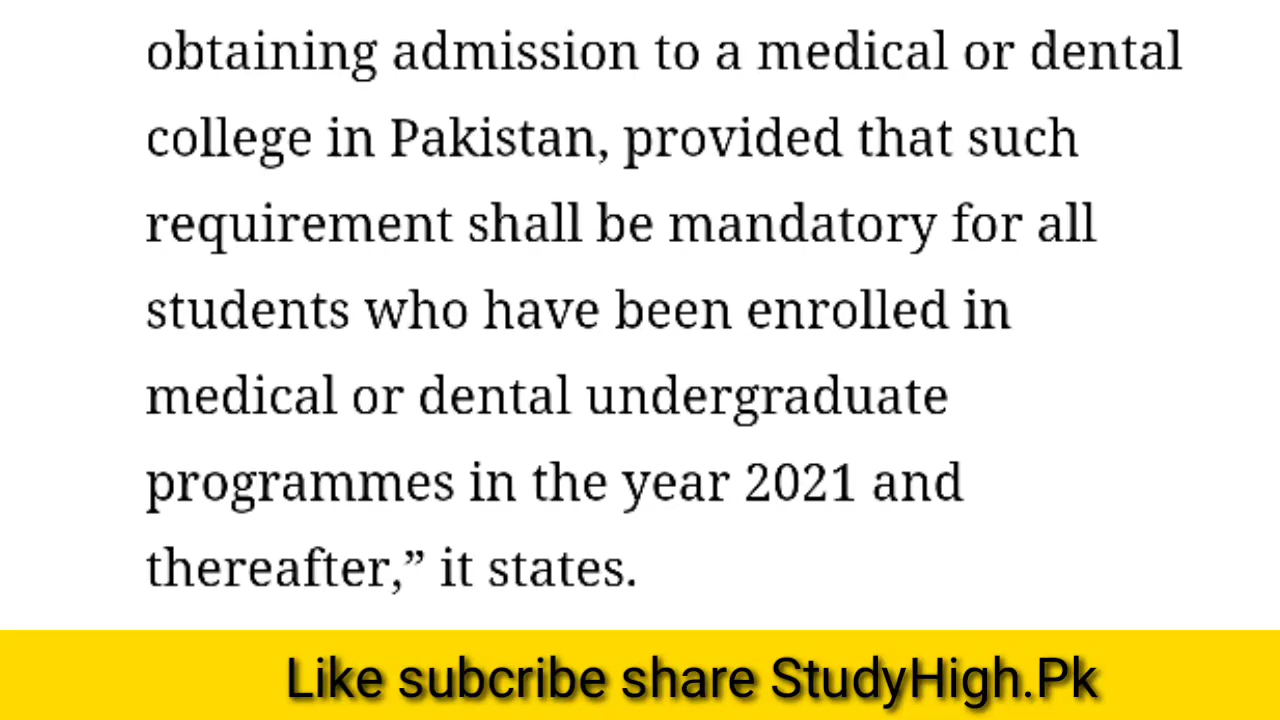 obtaining admission to a medical or dental
college in Pakistan, provided that such
requirement shall be mandatory for all
students who have been enrolled in
medical or dental undergraduate
programmes in the year 2021 and
thereafter,” it states.
Like subcribe share StudyHigh.Pk